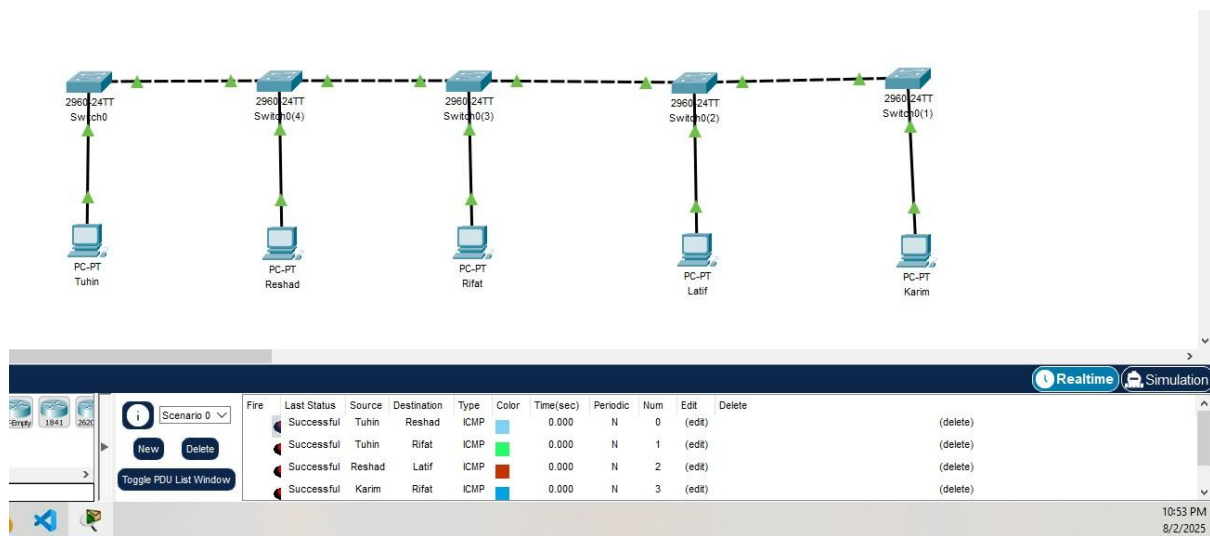 2960-24TT
Switch0
2960-24TT
Switch0(4)
2960-24TT
Switch0(3)
2960-24TT
Switch0(2)
2960-24TT
Switch0(1)
PC-PT
Tuhin
PC-PT
Reshad
PC-PT
Rifat
PC-PT
Latif
PC-PT
Karim
Realtime Simulation
1841
Scenario 0
New Delete
Toggle PDU List Window
Fire Last Status Source Destination Type Color Time(sec) Periodic Num Edit Delete
Successful Tuhin Reshad ICMP 0.000 N 0 (edit) (delete)
Successful Tuhin Rifat ICMP 0.000 N 1 (edit) (delete)
Successful Reshad Latif ICMP 0.000 N 2 (edit) (delete)
Successful Karim Rifat ICMP 0.000 N 3 (edit) (delete)
10:53 PM
8/2/2025